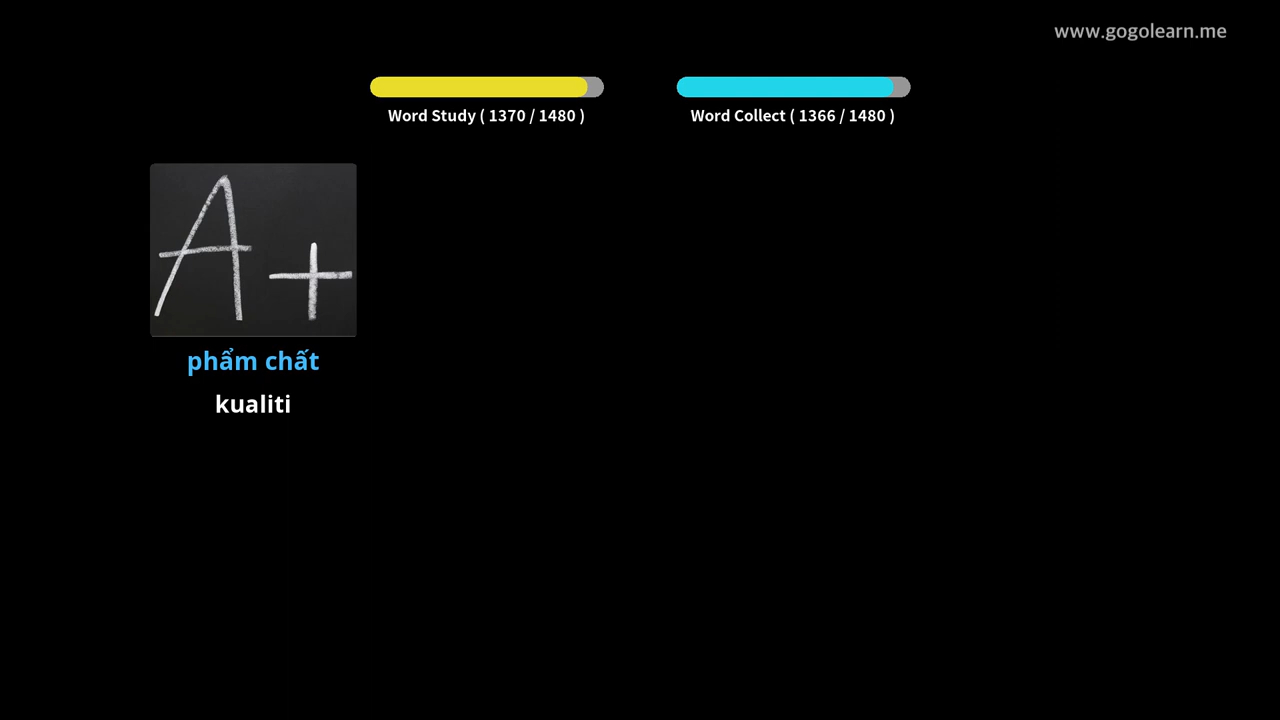 www.gogolearn.me
Word Study ( 1370 / 1480 )
Word Collect ( 1366 / 1480 )
A+
phẩm chất
kualiti